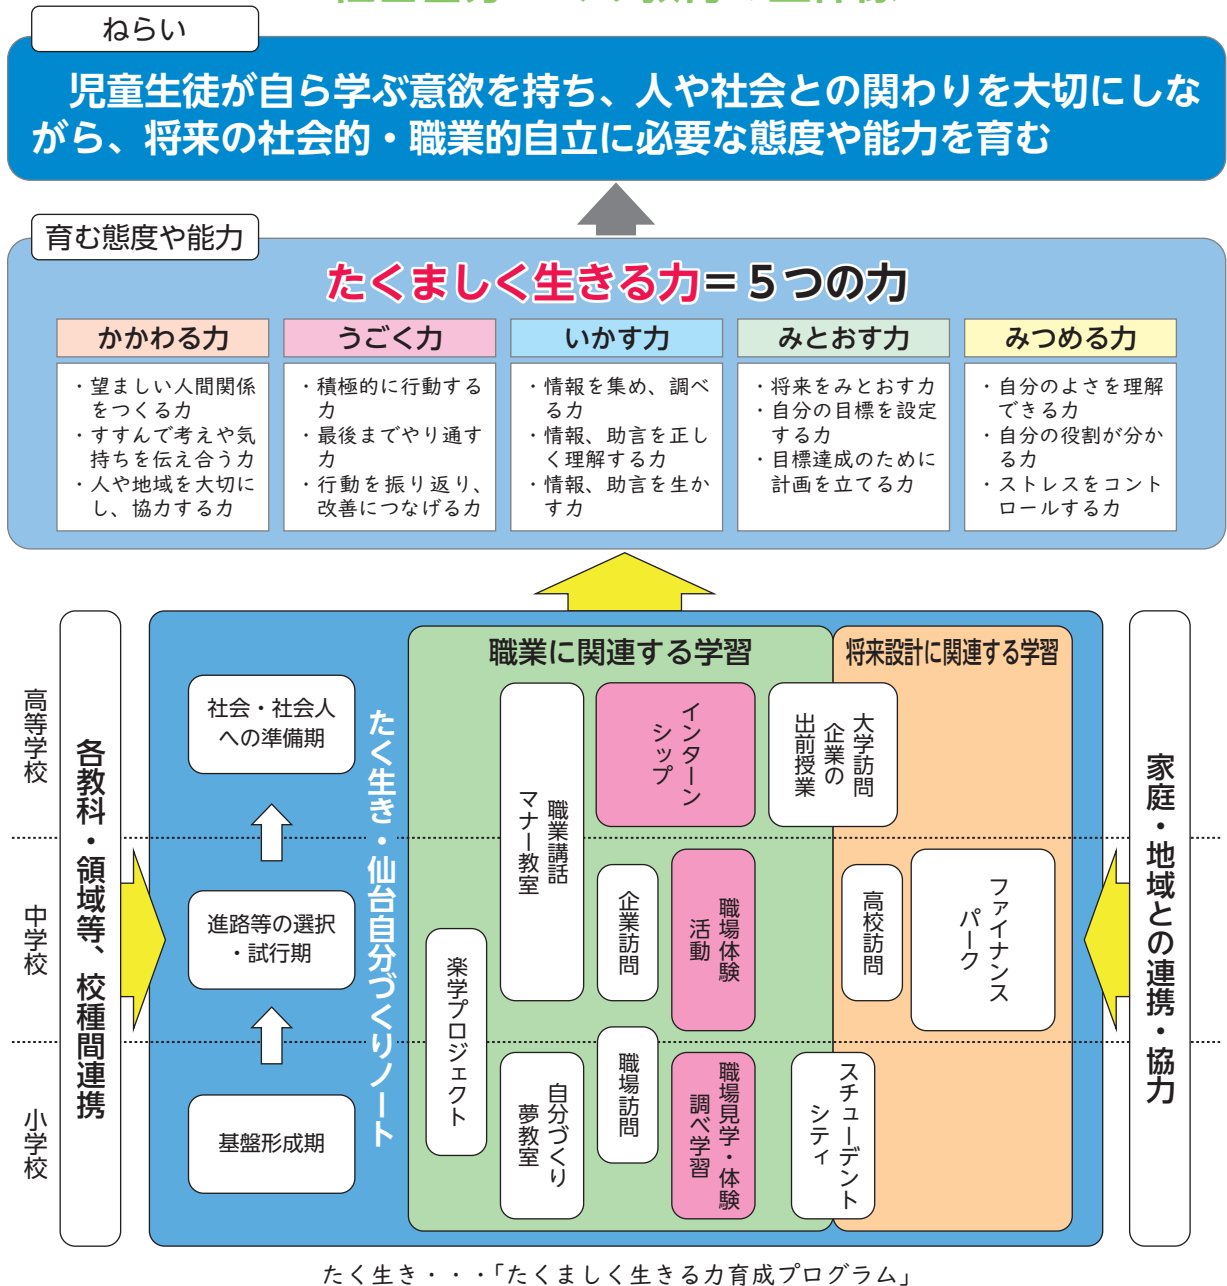 ねらい
児童生徒が自ら学ぶ意欲を持ち、人や社会との関わりを大切にしな
がら、将来の社会的・職業的自立に必要な態度や能力を育む
育む態度や能力
たくましく生きる力＝５つの力
かかわる力
・望ましい人間関係
をつくる力
・すすんで考えや気
持ちを伝え合う力
・人や地域を大切に
し、協力する力
うごく力
・積極的に行動する
力
・最後までやり通す
力
・行動を振り返り、
改善につなげる力
いかす力
・情報を集め、調べ
る力
・情報、助言を正し
く理解する力
・情報、助言を生か
す力
みとおす力
・将来をみとおす力
・自分の目標を設定
する力
・目標達成のために
計画を立てる力
みつめる力
・自分のよさを理解
できる力
・自分の役割が分か
る力
・ストレスをコント
ロールする力
高等学校
中学校
小学校
各教科・領域等、校種間連携
社会・社会人
への準備期
進路等の選択
・試行期
基盤形成期
たく生き・仙台自分づくりノート
職業に関連する学習
将来設計に関連する学習
職業講話
マナー教室
インターン
シップ
大学訪問
企業の
出前授業
楽学プロジェクト
企業訪問
職場体験
活動
高校訪問
ファイナンス
パーク
自分づくり
夢教室
職場訪問
職場見学・体験
調べ学習
スチューデント
シティ
家庭・地域との連携・協力
たく生き・・・「たくましく生きる力育成プログラム」